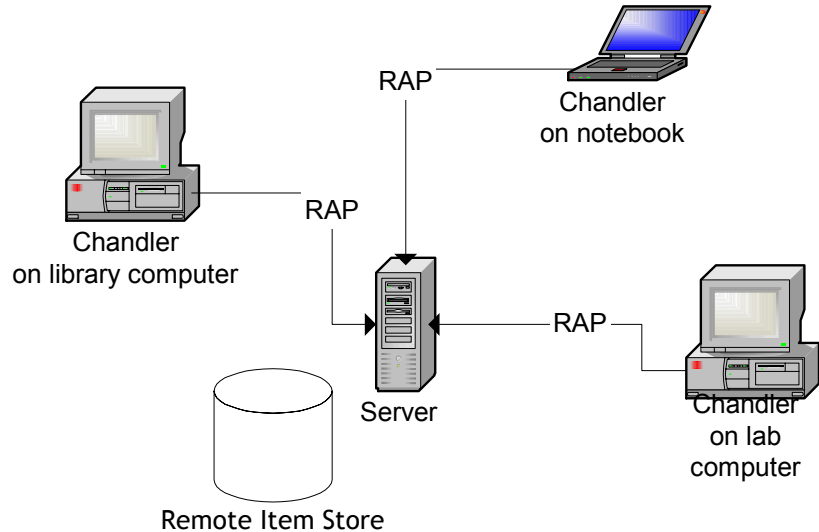 RAP
Chandler
on notebook
RAP
Chandler
on library computer
RAP
Server
Chandler
on lab
computer
Remote Item Store